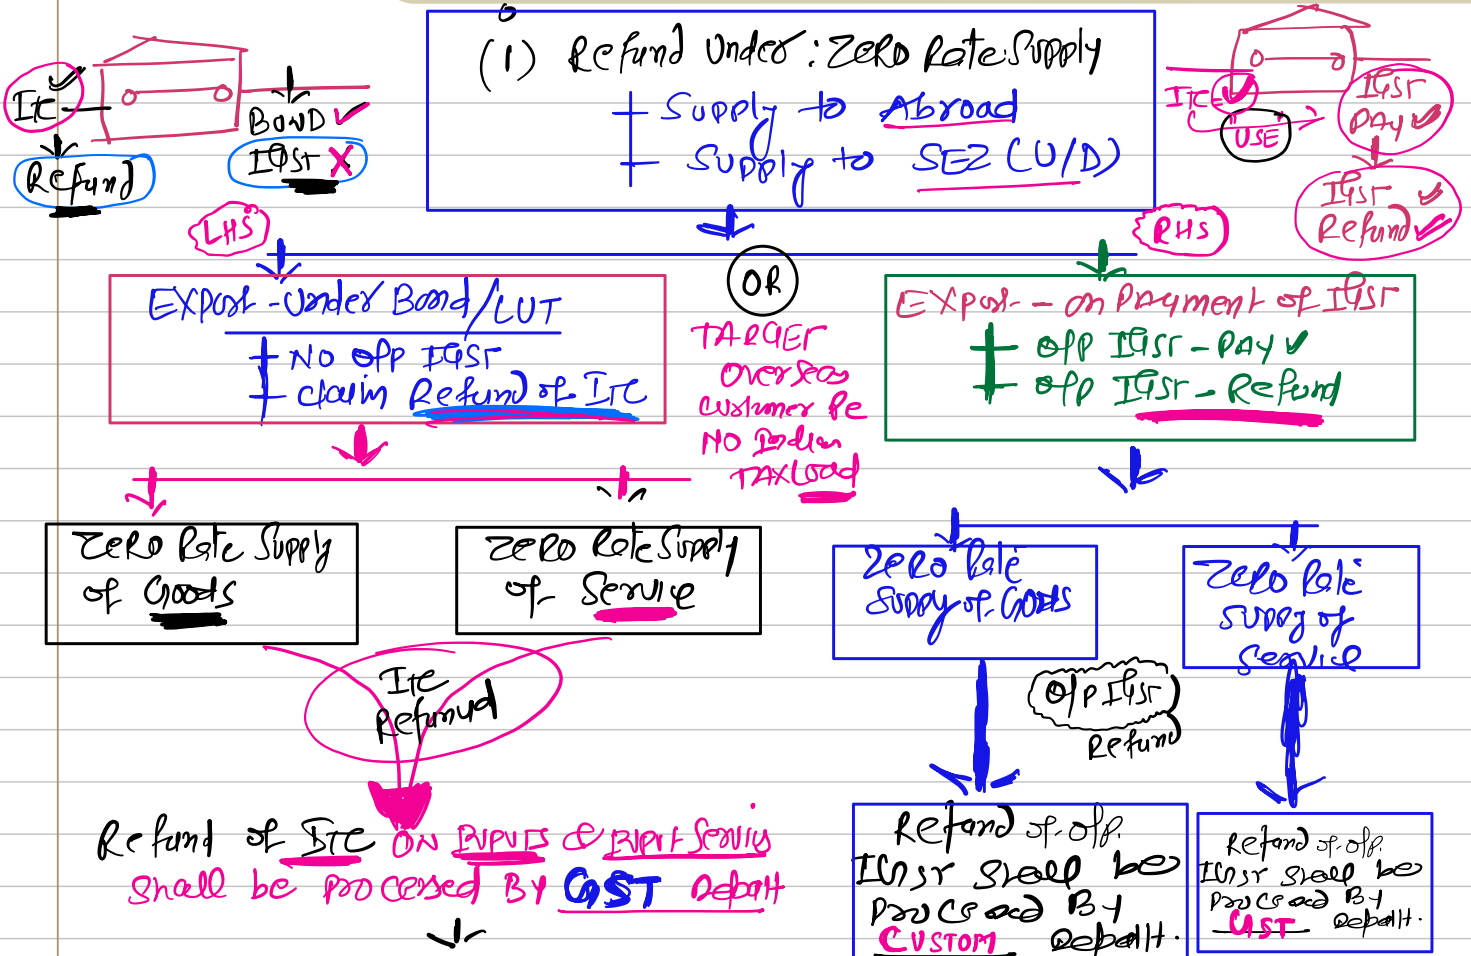 (1) Refund Under : ZERO Rate Supply
Supply to Abroad
Supply to SEZ (U/D)
ITC
Refund
BOND
IGST X
ITC
"USE"
IGST
PAY
IGST
Refund
LHS
RHS
OR
EXPORT - Under Bond/LUT
NO O/P IGST
claim Refund of ITC
TARGET
Overseas
Customer Pe
NO Indian
TAX Load
EXPORT - on Payment of IGST
O/P IGST - PAY
O/P IGST - Refund
ZERO Rate Supply
of Goods
ZERO Rate Supply
of Service
ZERO Rate
Supply of Goods
ZERO Rate
Supply of
Service
ITC
Refund
O/P IGST
Refund
Refund of ITC ON INPUTS & INPUT Services
Shall be Processed BY GST Depatt
Refund of O/P.
IGST Shall be
Processed By
CUSTOM Depatt.
Refund of O/P.
IGST Shall be
Processed By
GST Depatt.